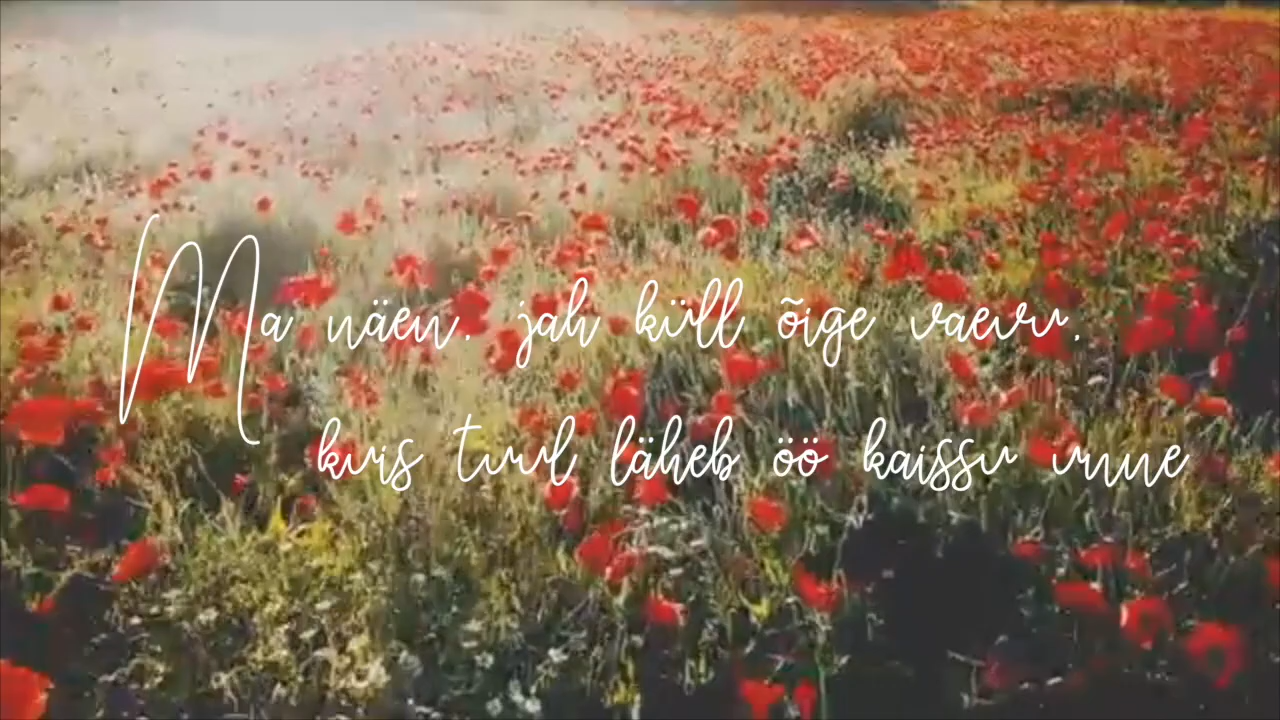 Ma näen, jah küll õige vaevu,
kuis tuul läheb öö kaissu unne